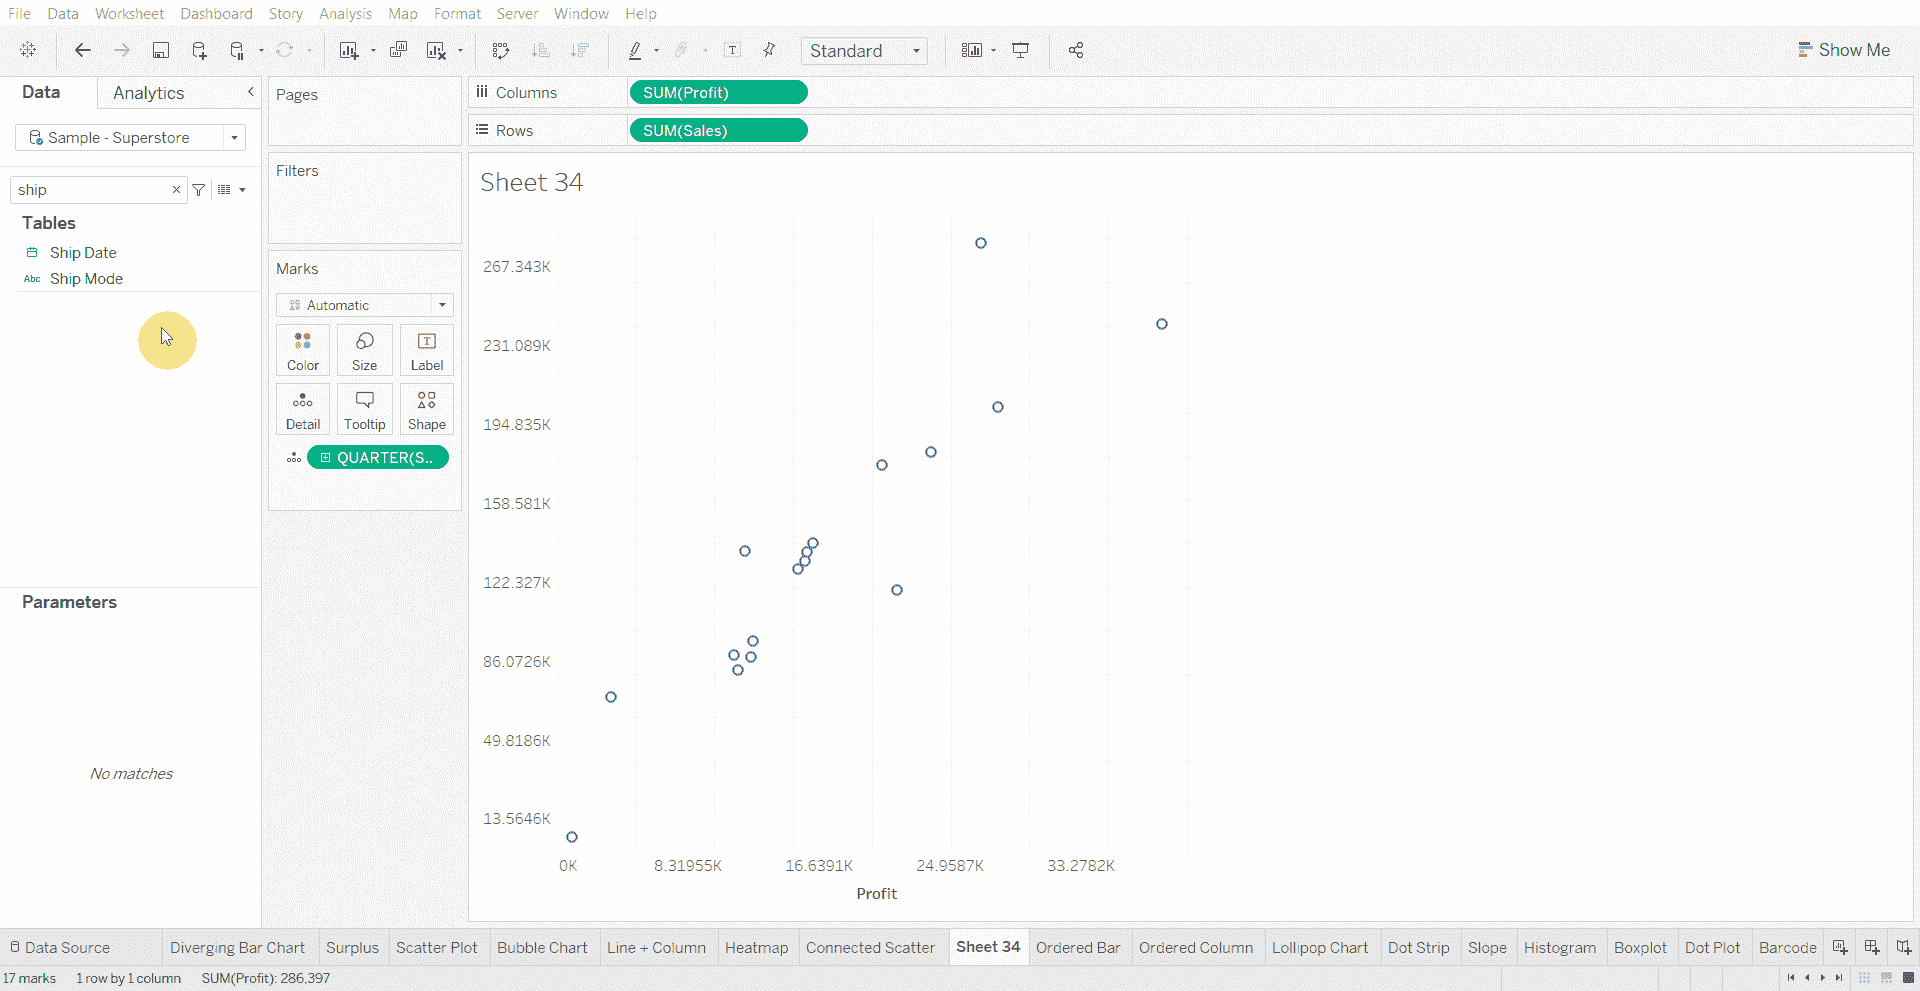 File Data Worksheet Dashboard Story Analysis Map Format Server Window Help
Standard
Show Me
Data Analytics
Sample - Superstore
ship
Tables
Ship Date
Abc Ship Mode
Parameters
No matches
Pages
Filters
Marks
Automatic
Color Size Label
Detail Tooltip Shape
QUARTER(S..
Columns SUM(Profit)
Rows SUM(Sales)
Sheet 34
267.343K
231.089K
194.835K
158.581K
122.327K
86.0726K
49.8186K
13.5646K
0K 8.31955K 16.6391K 24.9587K 33.2782K
Profit
Data Source Diverging Bar Chart Surplus Scatter Plot Bubble Chart Line + Column Heatmap Connected Scatter Sheet 34 Ordered Bar Ordered Column Lollipop Chart Dot Strip Slope Histogram Boxplot Dot Plot Barcode
17 marks 1 row by 1 column SUM(Profit): 286,397